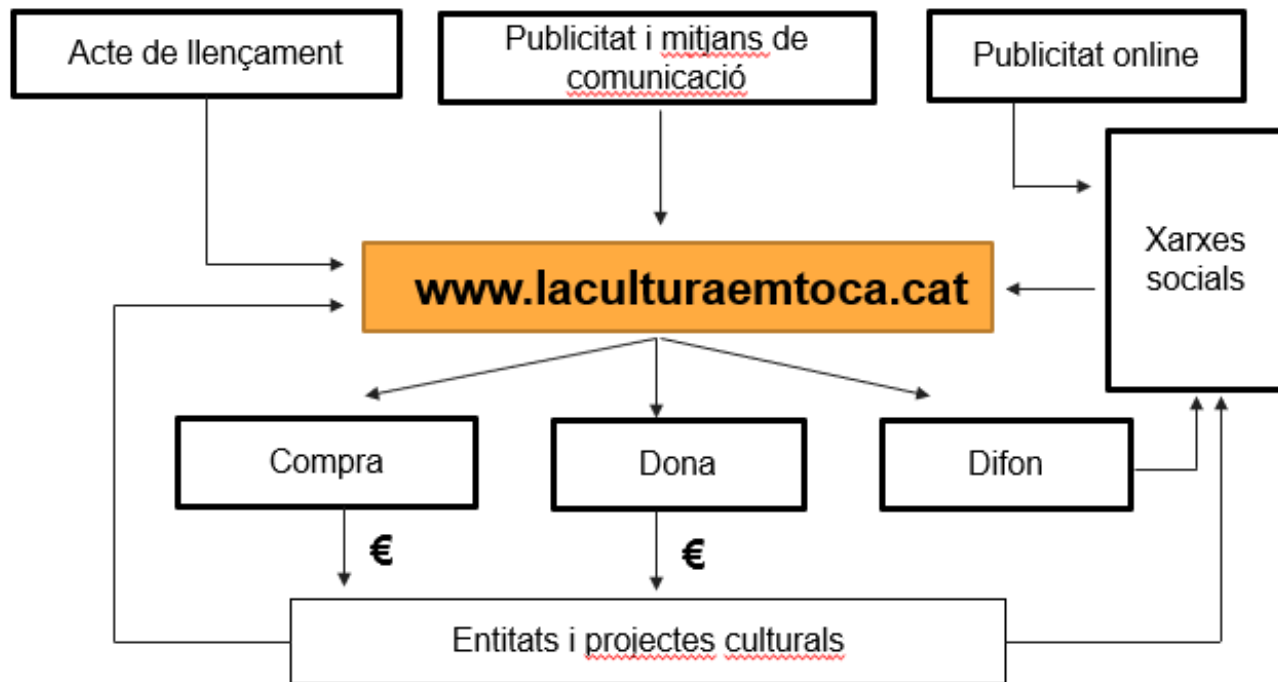 Acte de llençament
Publicitat i mitjans de
comunicació
Publicitat online
Xarxes
socials
www.laculturaemtoca.cat
Compra
Dona
Difon
€
€
Entitats i projectes culturals